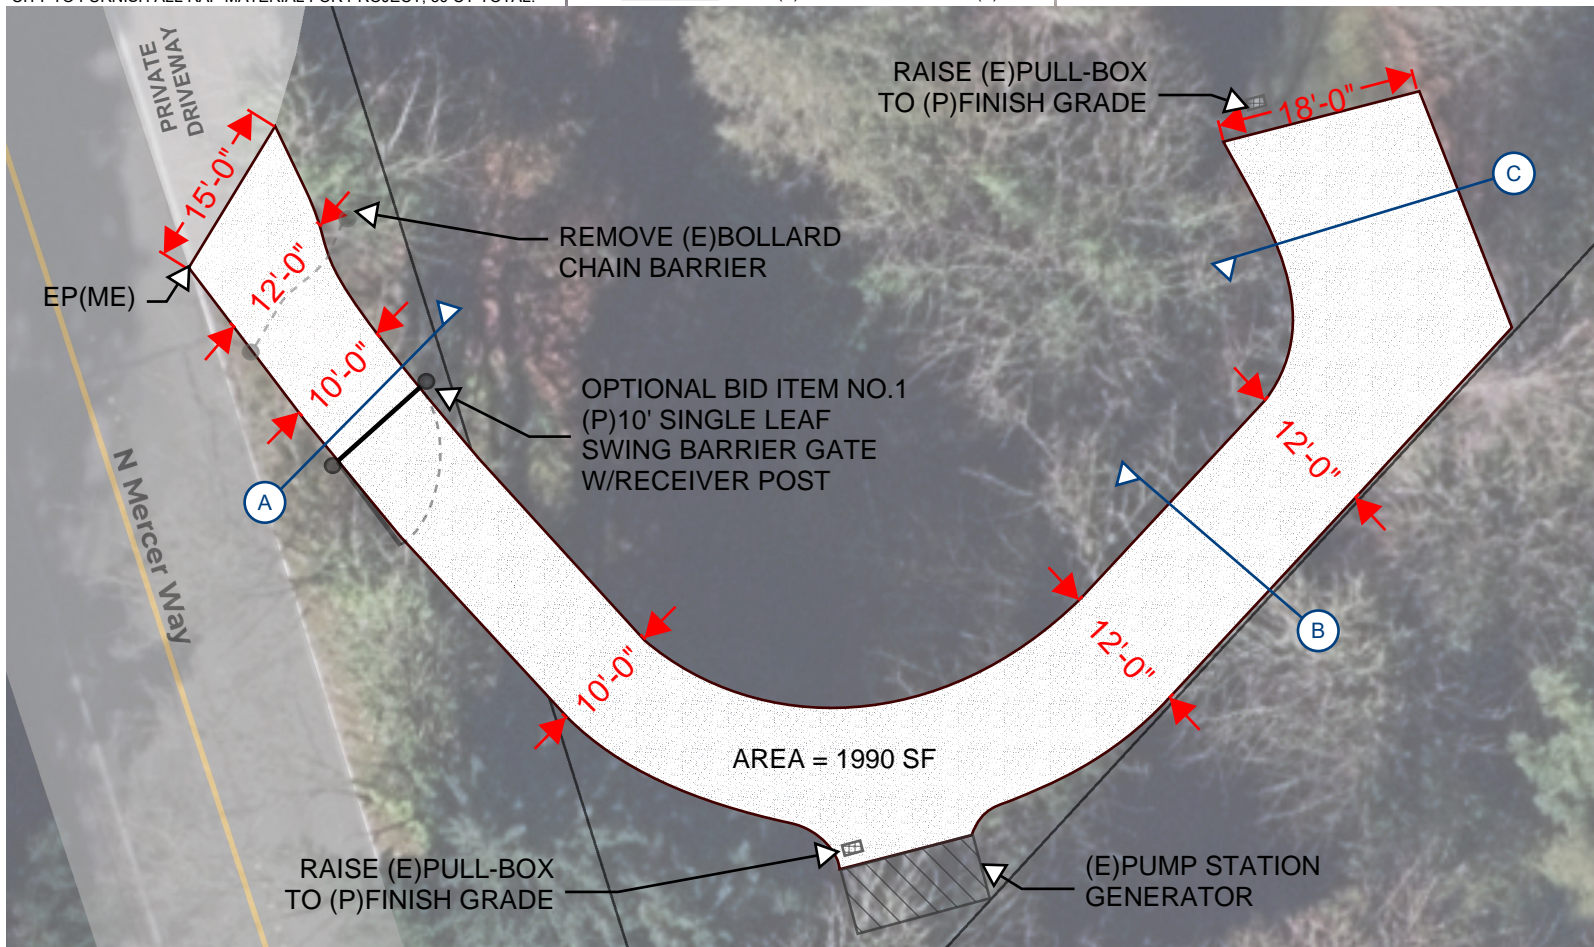 PRIVATE
DRIVEWAY
RAISE (E)PULL-BOX
TO (P)FINISH GRADE
18'-0"
15'-0"
C
REMOVE (E)BOLLARD
CHAIN BARRIER
12'-0"
EP(ME)
10'-0"
OPTIONAL BID ITEM NO.1
(P)10' SINGLE LEAF
SWING BARRIER GATE
W/RECEIVER POST
12'-0"
A
N Mercer Way
B
10'-0"
12'-0"
AREA = 1990 SF
RAISE (E)PULL-BOX
TO (P)FINISH GRADE
(E)PUMP STATION
GENERATOR